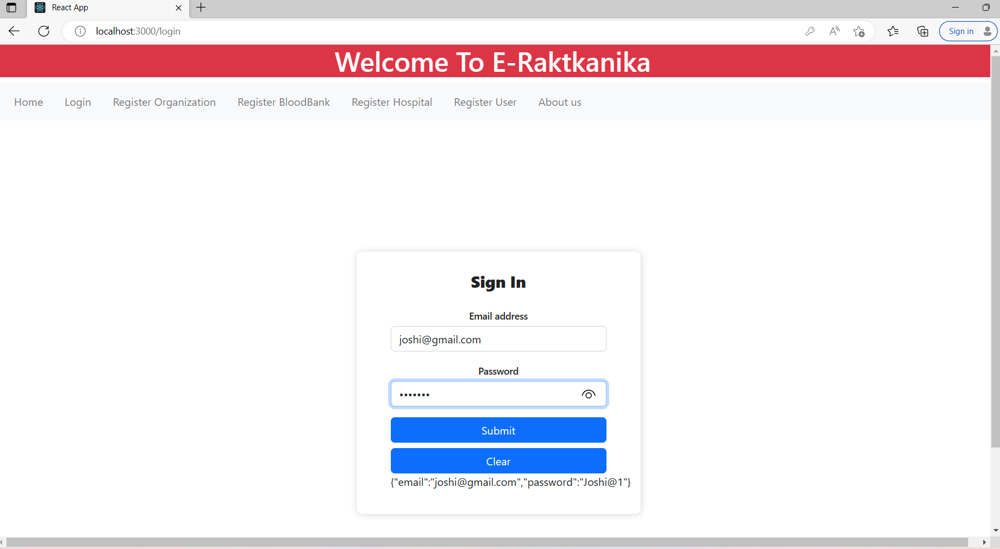 React App
localhost:3000/login
Sign in
Welcome To E-Raktkanika
Home Login Register Organization Register BloodBank Register Hospital Register User About us
Sign In
Email address
joshi@gmail.com
Password
•••••••
Submit
Clear
{"email":"joshi@gmail.com","password":"Joshi@1"}